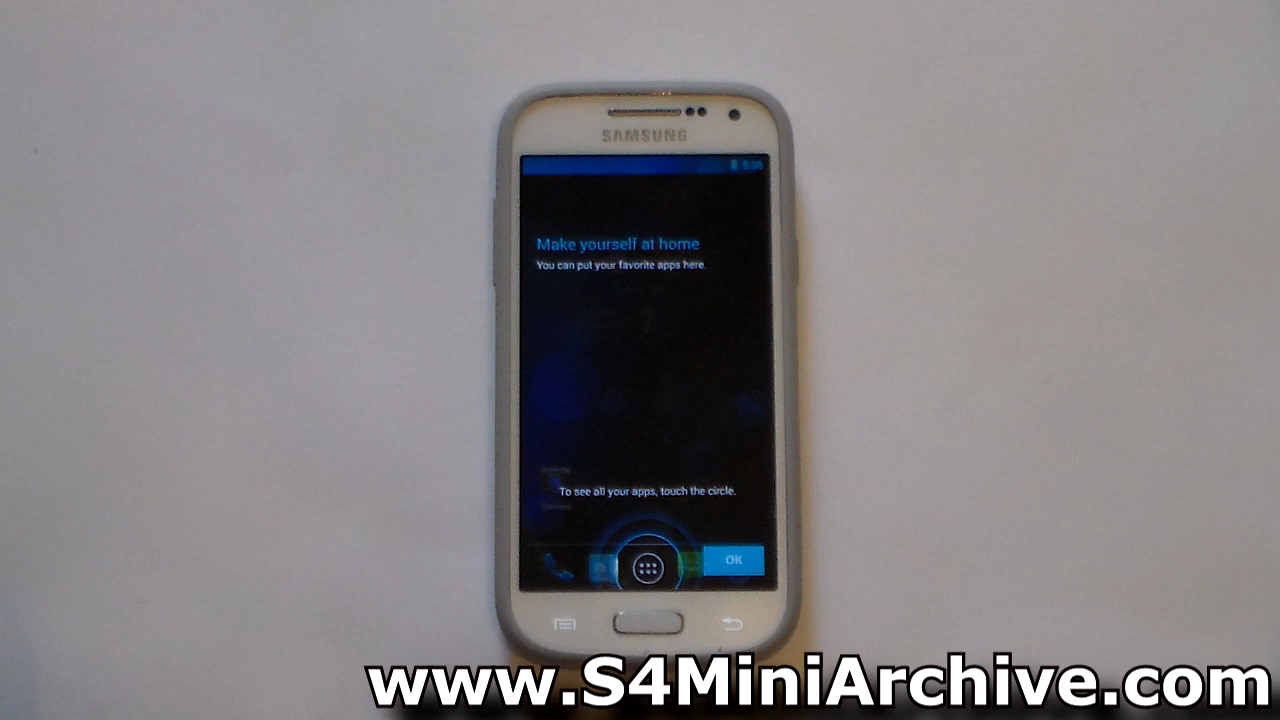 SAMSUNG
Make yourself at home
You can put your favorite apps here.
To see all your apps, touch the circle.
OK
www.S4MiniArchive.com